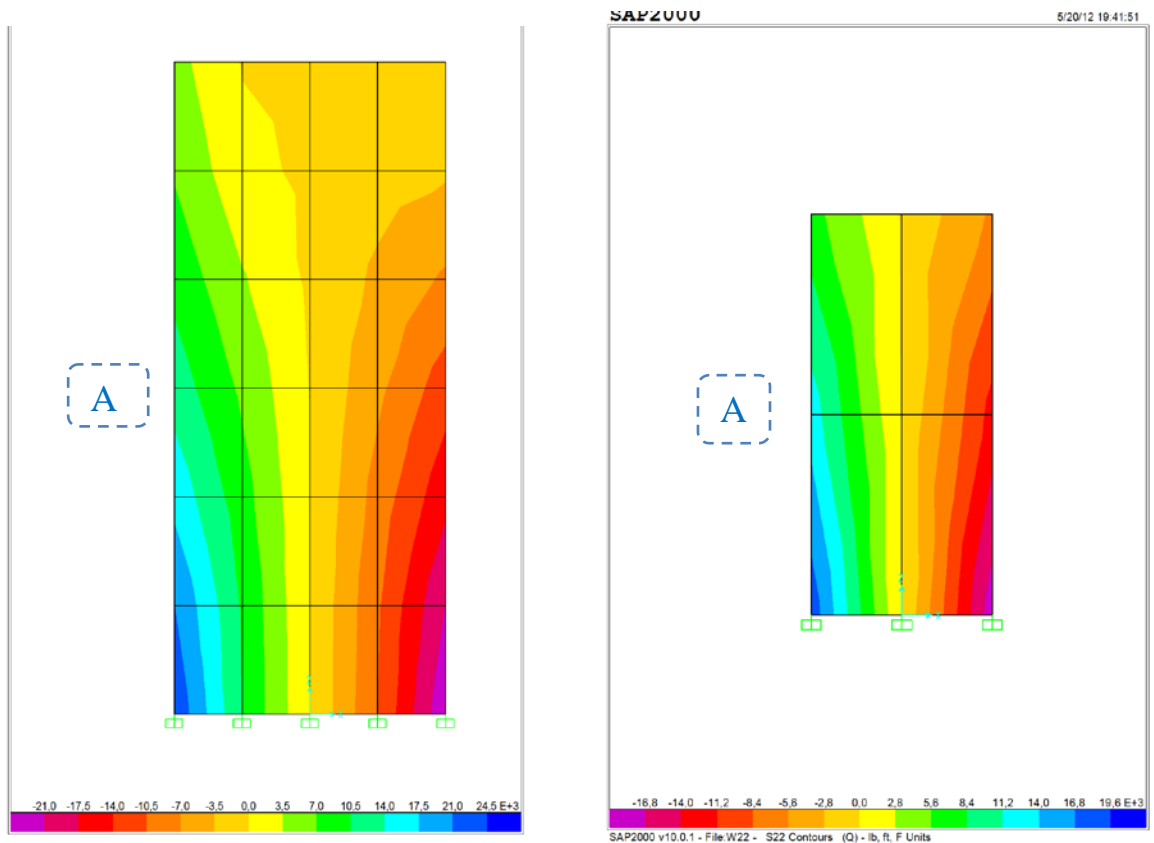 SAP2000
5/20/12 19:41:51
A
A
-21,0 -17,5 -14,0 -10,5 -7,0 -3,5 0,0 3,5 7,0 10,5 14,0 17,5 21,0 24,5 E+3
-16,8 -14,0 -11,2 -8,4 -5,6 -2,8 0,0 2,8 5,6 8,4 11,2 14,0 16,8 19,6 E+3
SAP2000 v10.0.1 - File:W22 - S22 Contours (Q) - lb, ft, F Units